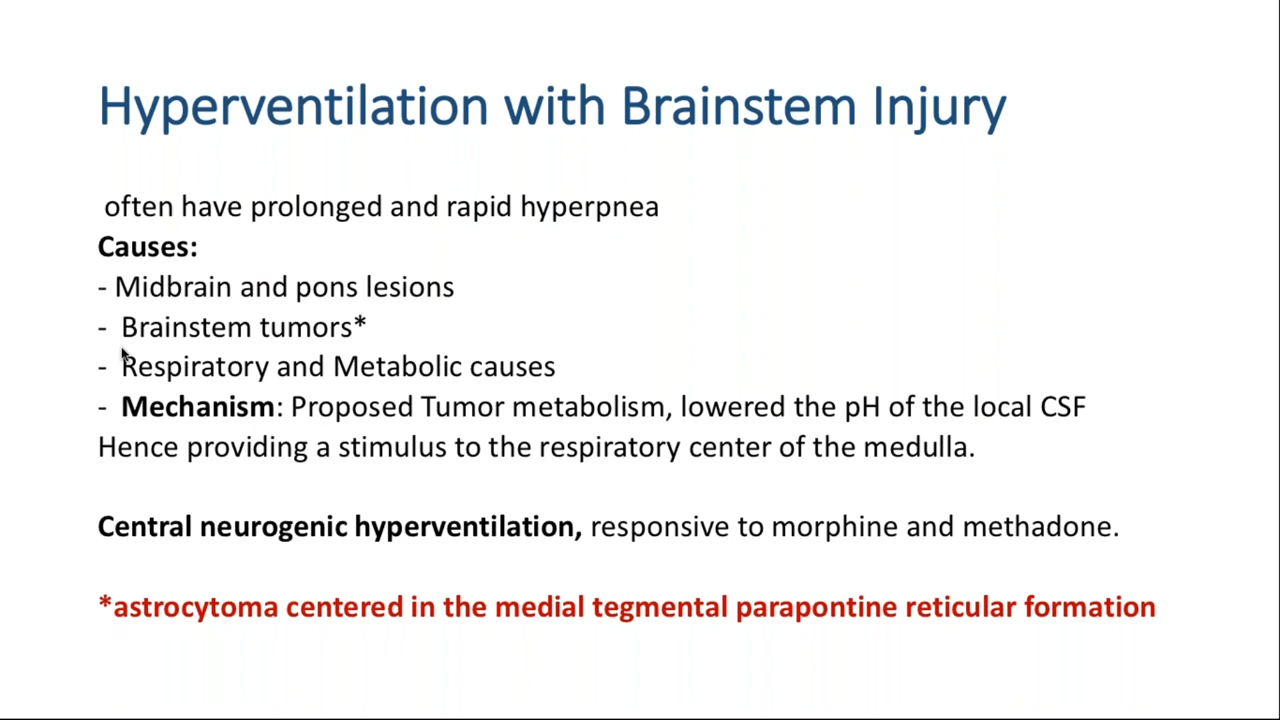 Hyperventilation with Brainstem Injury
often have prolonged and rapid hyperpnea
Causes:
- Midbrain and pons lesions
- Brainstem tumors*
- Respiratory and Metabolic causes
- Mechanism: Proposed Tumor metabolism, lowered the pH of the local CSF
Hence providing a stimulus to the respiratory center of the medulla.
Central neurogenic hyperventilation, responsive to morphine and methadone.
*astrocytoma centered in the medial tegmental parapontine reticular formation